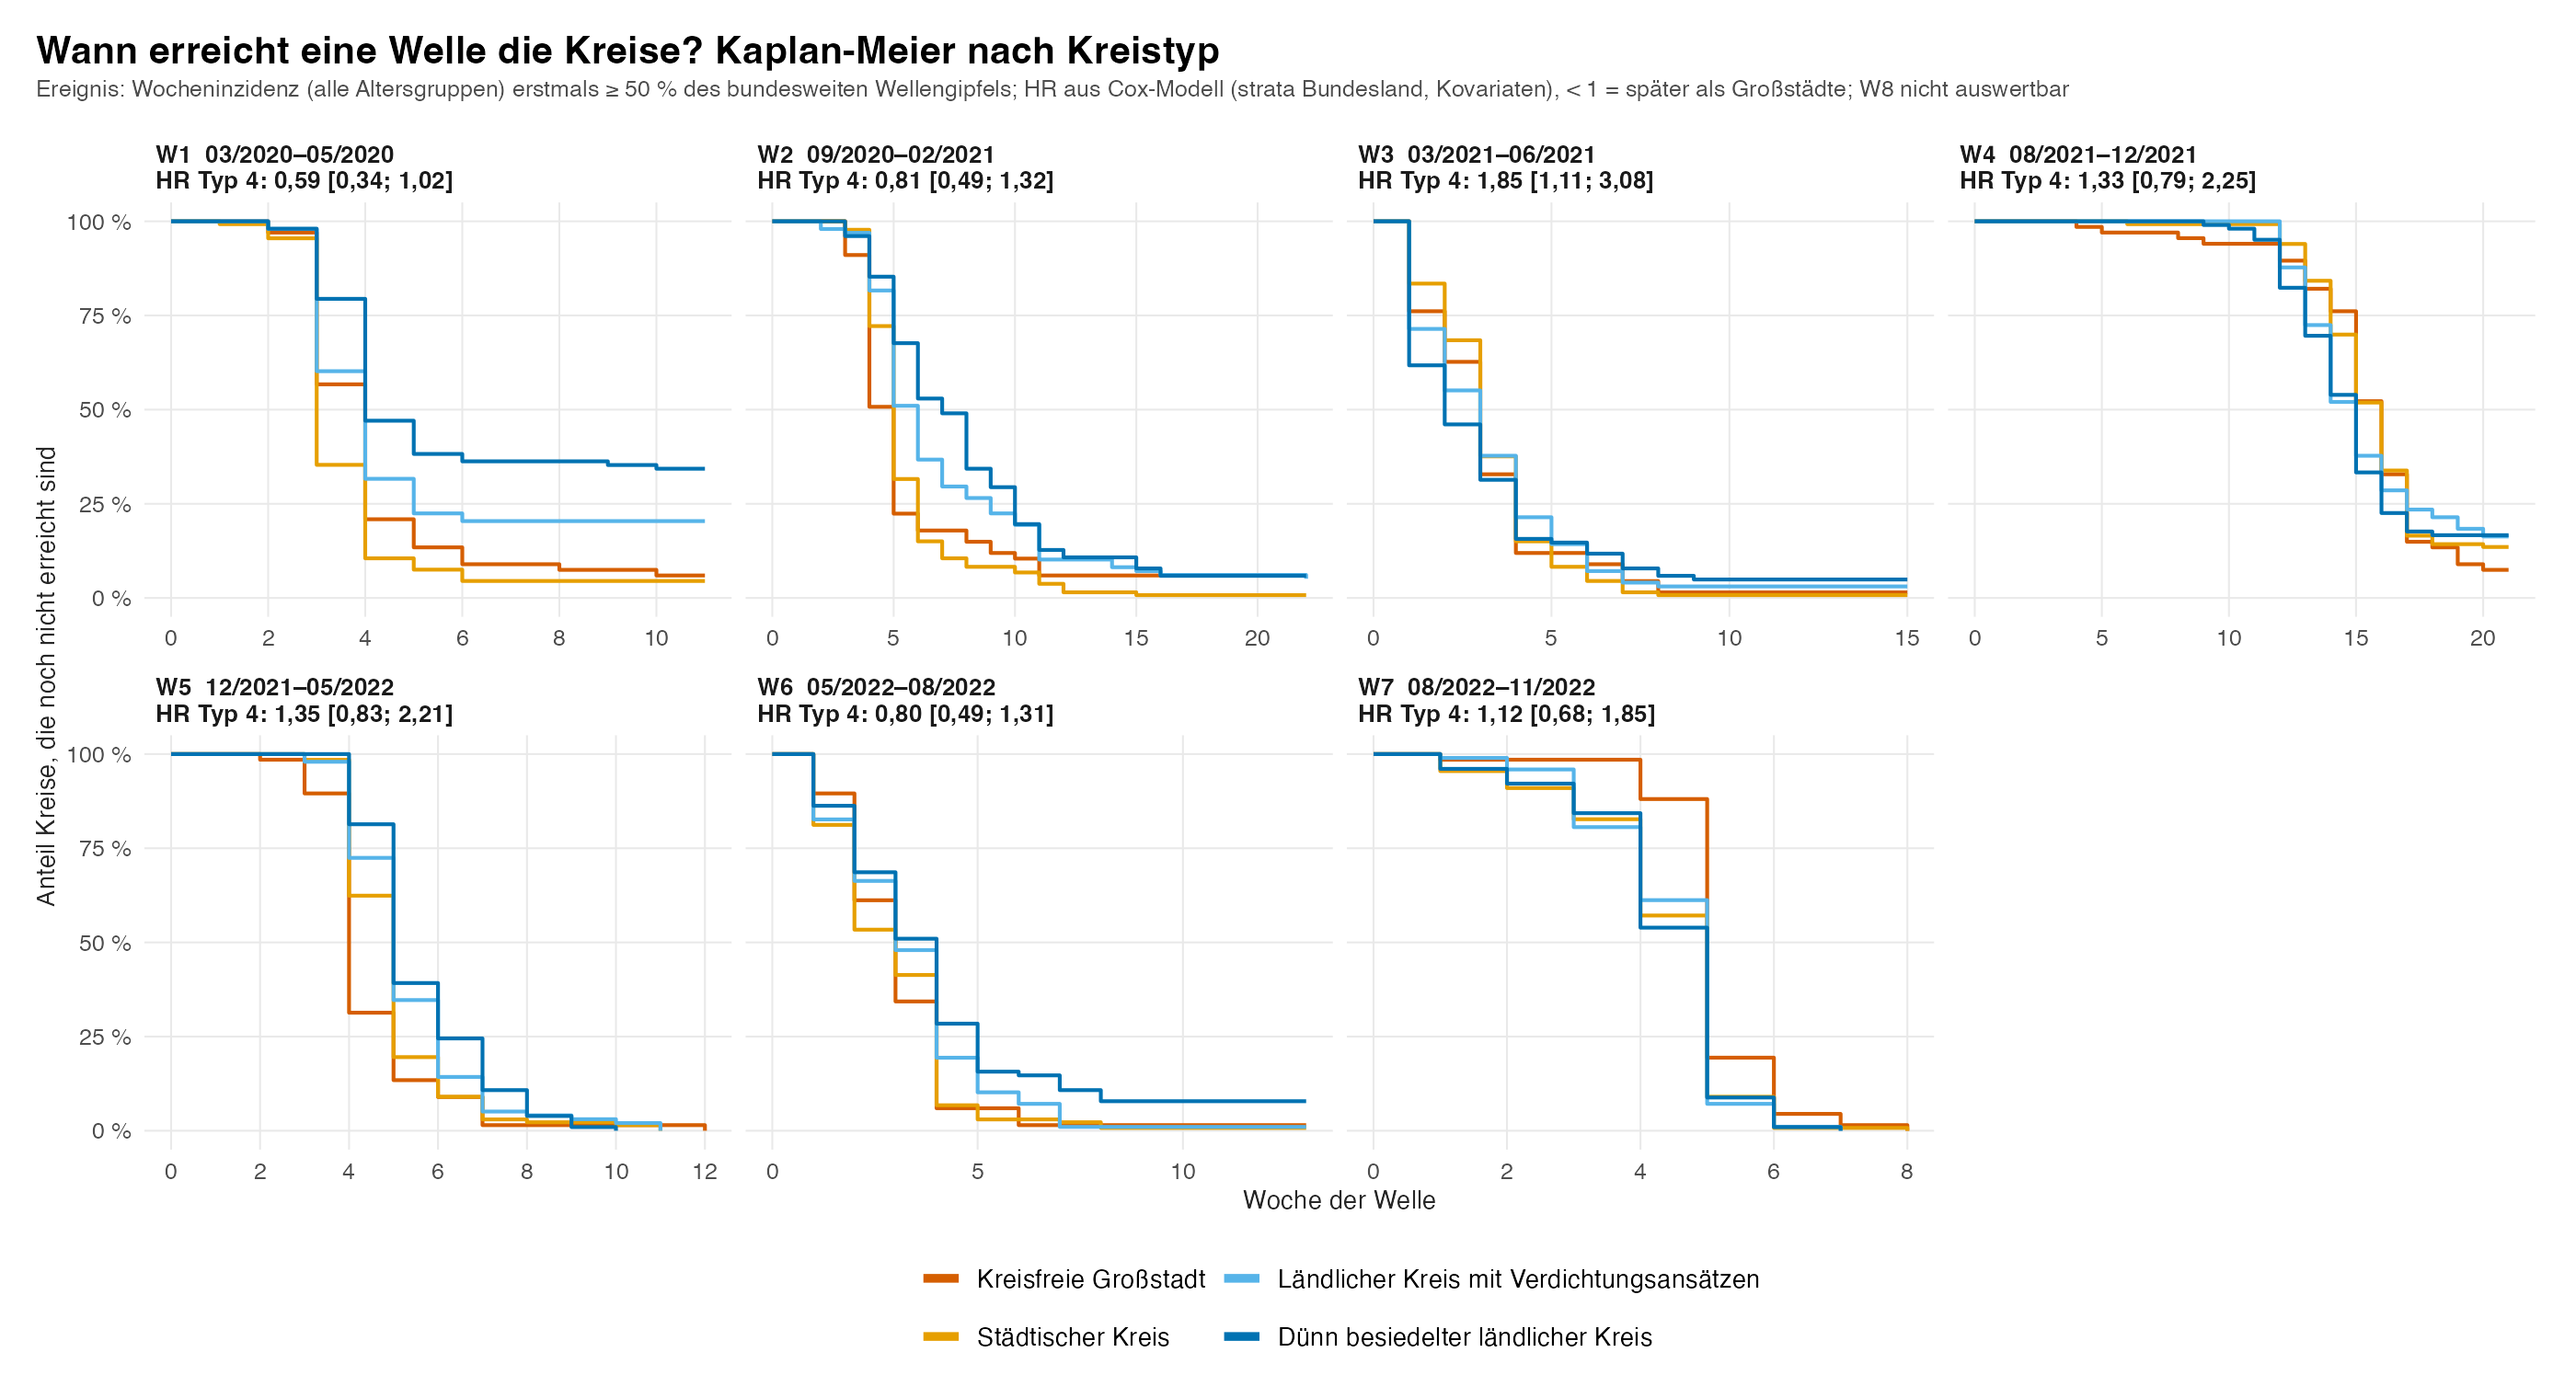 Wann erreicht eine Welle die Kreise? Kaplan-Meier nach Kreistyp
Ereignis: Wocheninzidenz (alle Altersgruppen) erstmals ≥ 50 % des bundesweiten Wellengipfels; HR aus Cox-Modell (strata Bundesland, Kovariaten), < 1 = später als Großstädte; W8 nicht auswertbar
Anteil Kreise, die noch nicht erreicht sind
W1 03/2020–05/2020
HR Typ 4: 0,59 [0,34; 1,02]
W2 09/2020–02/2021
HR Typ 4: 0,81 [0,49; 1,32]
W3 03/2021–06/2021
HR Typ 4: 1,85 [1,11; 3,08]
W4 08/2021–12/2021
HR Typ 4: 1,33 [0,79; 2,25]
100 %
75 %
50 %
25 %
0 %
0 2 4 6 8 10
0 5 10 15 20
0 5 10 15
0 5 10 15 20
W5 12/2021–05/2022
HR Typ 4: 1,35 [0,83; 2,21]
W6 05/2022–08/2022
HR Typ 4: 0,80 [0,49; 1,31]
W7 08/2022–11/2022
HR Typ 4: 1,12 [0,68; 1,85]
100 %
75 %
50 %
25 %
0 %
0 2 4 6 8 10 12
0 5 10
0 2 4 6 8
Woche der Welle
Kreisfreie Großstadt
Ländlicher Kreis mit Verdichtungsansätzen
Städtischer Kreis
Dünn besiedelter ländlicher Kreis